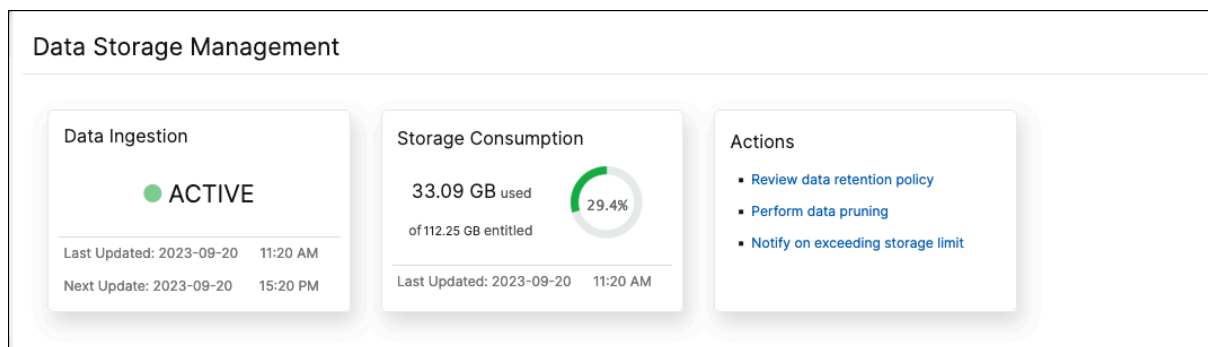 Data Storage Management
Data Ingestion
ACTIVE
Last Updated: 2023-09-20 11:20 AM
Next Update: 2023-09-20 15:20 PM
Storage Consumption
33.09 GB used
of 112.25 GB entitled
29.4%
Last Updated: 2023-09-20 11:20 AM
Actions
Review data retention policy
Perform data pruning
Notify on exceeding storage limit